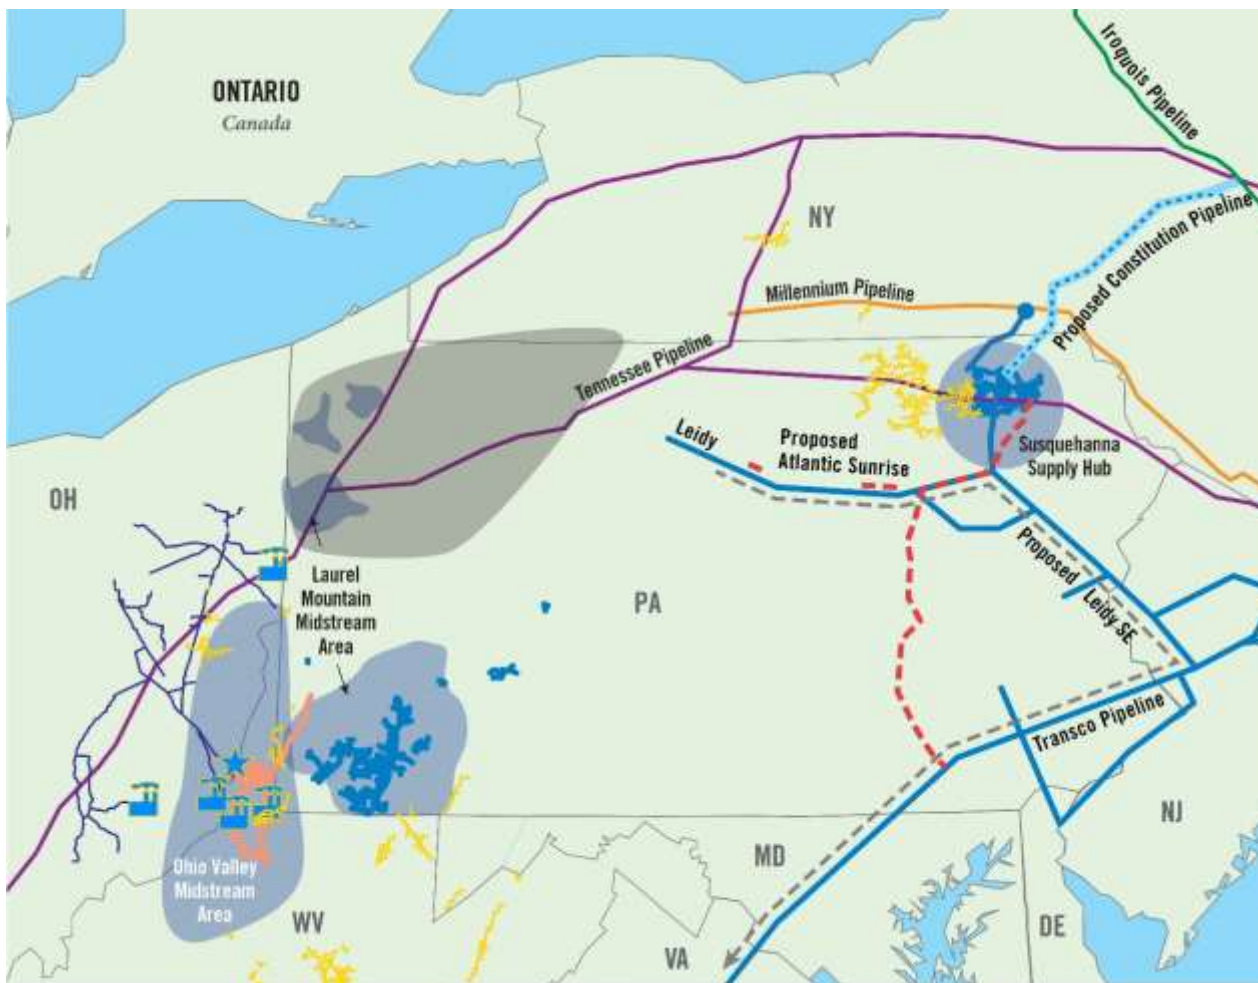 ONTARIO
Canada
Iroquois Pipeline
NY
Proposed Constitution Pipeline
Millennium Pipeline
Tennessee Pipeline
Leidy
Proposed
Atlantic Sunrise
Susquehanna
Supply Hub
OH
Laurel
Mountain
Midstream
Area
PA
Proposed
Leidy SE
Transco Pipeline
NJ
MD
Ohio Valley
Midstream
Area
WV
DE
VA